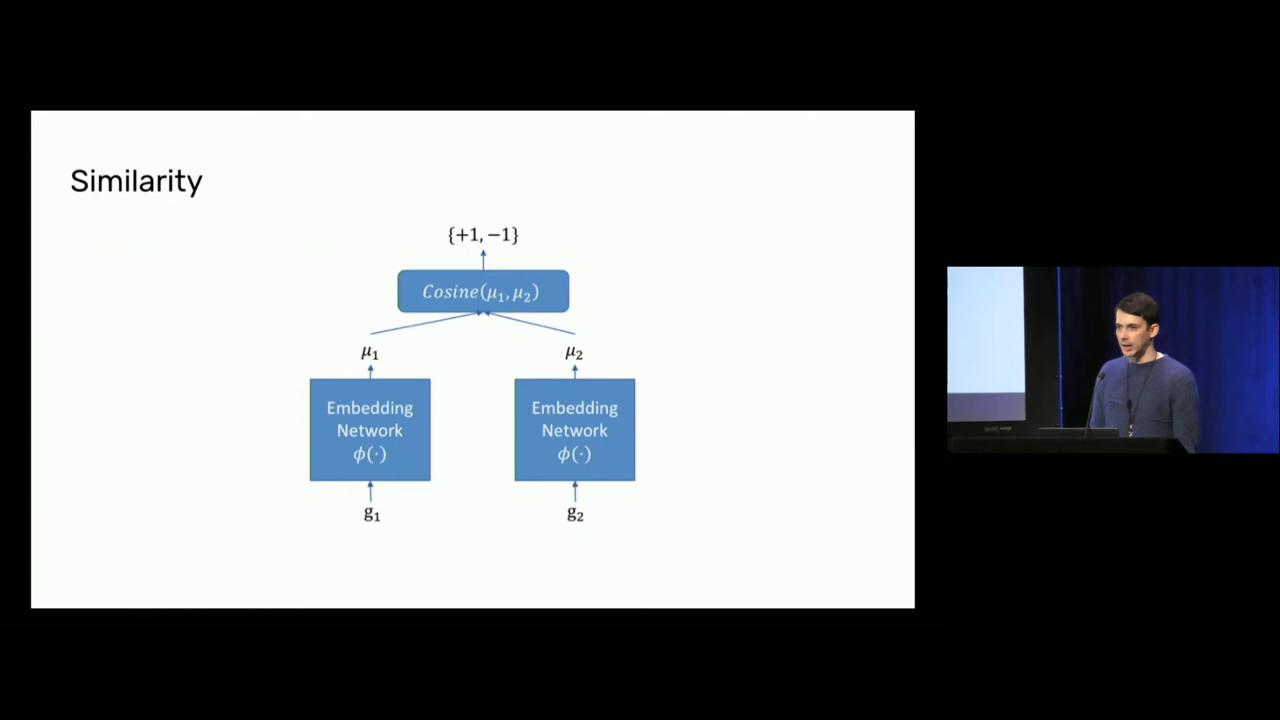 Similarity
{+1, −1}
Cosine(μ₁, μ₂)
μ₁
μ₂
Embedding
Network
ϕ(·)
Embedding
Network
ϕ(·)
g₁
g₂